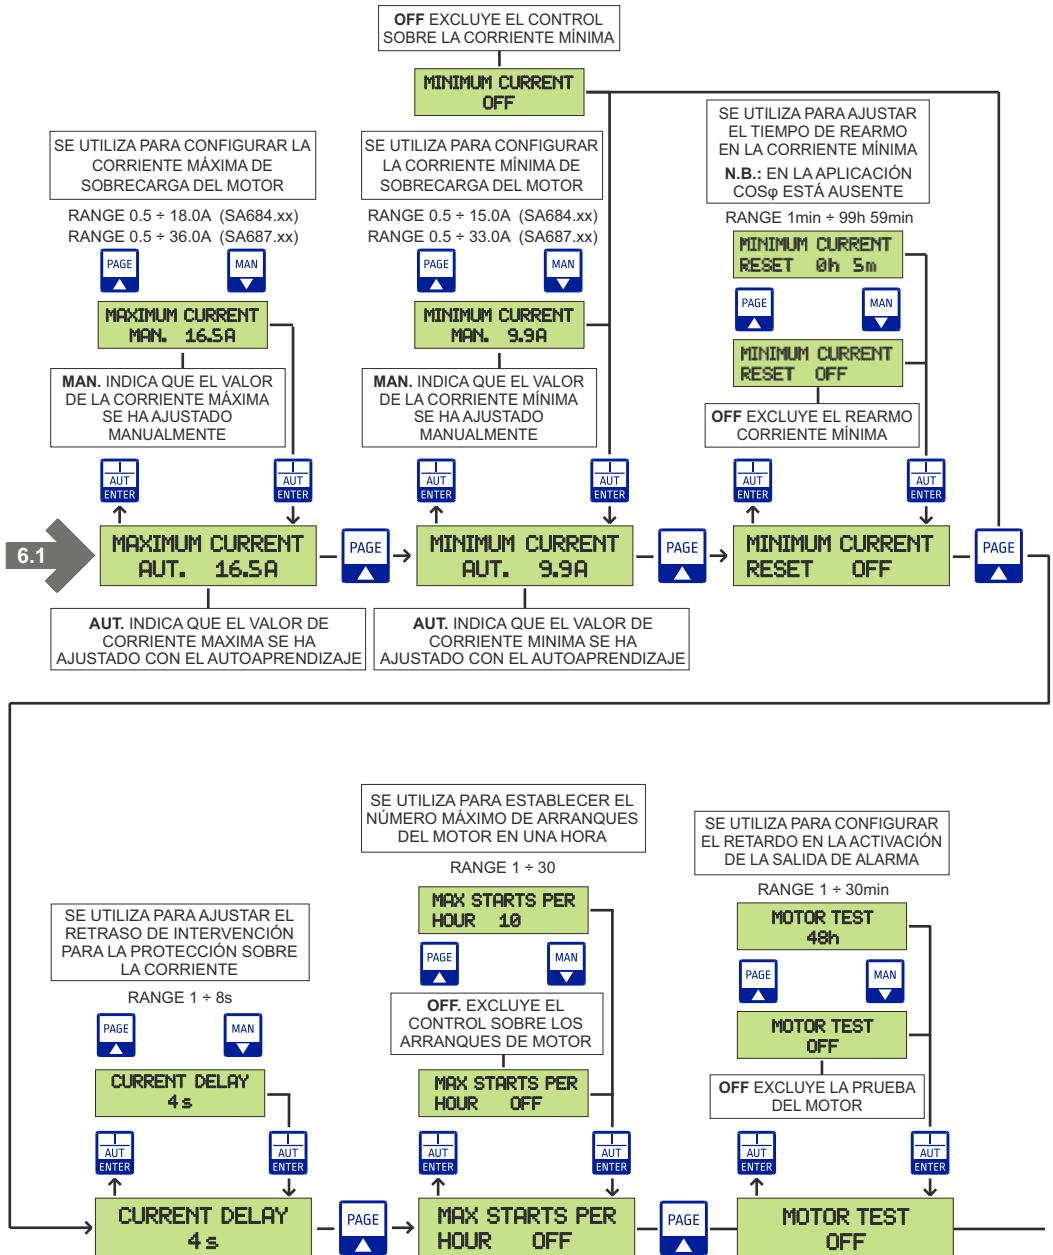 OFF EXCLUYE EL CONTROL
SOBRE LA CORRIENTE MÍNIMA
MINIMUM CURRENT
OFF
SE UTILIZA PARA CONFIGURAR LA
CORRIENTE MÁXIMA DE
SOBRECARGA DEL MOTOR
RANGE 0.5 ÷ 18.0A (SA684.xx)
RANGE 0.5 ÷ 36.0A (SA687.xx)
PAGE
MAN
MAXIMUM CURRENT
MAN. 16.5A
MAN. INDICA QUE EL VALOR
DE LA CORRIENTE MÁXIMA
SE HA AJUSTADO
MANUALMENTE
AUT
ENTER
AUT
ENTER
SE UTILIZA PARA CONFIGURAR
LA CORRIENTE MÍNIMA DE
SOBRECARGA DEL MOTOR
RANGE 0.5 ÷ 15.0A (SA684.xx)
RANGE 0.5 ÷ 33.0A (SA687.xx)
PAGE
MAN
MINIMUM CURRENT
MAN. 9.9A
MAN. INDICA QUE EL VALOR
DE LA CORRIENTE MÍNIMA
SE HA AJUSTADO
MANUALMENTE
AUT
ENTER
AUT
ENTER
SE UTILIZA PARA AJUSTAR
EL TIEMPO DE REARMO
EN LA CORRIENTE MÍNIMA
N.B.: EN LA APLICACIÓN
COSφ ESTÁ AUSENTE
RANGE 1min ÷ 99h 59min
MINIMUM CURRENT
RESET 0h 5m
PAGE
MAN
MINIMUM CURRENT
RESET OFF
OFF EXCLUYE EL REARMO
CORRIENTE MÍNIMA
AUT
ENTER
AUT
ENTER
6.1
MAXIMUM CURRENT
AUT. 16.5A
PAGE
MINIMUM CURRENT
AUT. 9.9A
PAGE
MINIMUM CURRENT
RESET OFF
PAGE
AUT. INDICA QUE EL VALOR DE
CORRIENTE MAXIMA SE HA
AJUSTADO CON EL AUTOAPRENDIZAJE
AUT. INDICA QUE EL VALOR DE
CORRIENTE MINIMA SE HA
AJUSTADO CON EL AUTOAPRENDIZAJE
SE UTILIZA PARA AJUSTAR EL
RETRASO DE INTERVENCIÓN
PARA LA PROTECCIÓN SOBRE
LA CORRIENTE
RANGE 1 ÷ 8s
PAGE
MAN
CURRENT DELAY
4s
AUT
ENTER
AUT
ENTER
SE UTILIZA PARA ESTABLECER EL
NÚMERO MÁXIMO DE ARRANQUES
DEL MOTOR EN UNA HORA
RANGE 1 ÷ 30
MAX STARTS PER
HOUR 10
PAGE
MAN
OFF. EXCLUYE EL
CONTROL SOBRE LOS
ARRANQUES DE MOTOR
MAX STARTS PER
HOUR OFF
AUT
ENTER
AUT
ENTER
SE UTILIZA PARA CONFIGURAR
EL RETARDO EN LA ACTIVACIÓN
DE LA SALIDA DE ALARMA
RANGE 1 ÷ 30min
MOTOR TEST
48h
PAGE
MAN
MOTOR TEST
OFF
OFF EXCLUYE LA PRUEBA
DEL MOTOR
AUT
ENTER
AUT
ENTER
CURRENT DELAY
4s
PAGE
MAX STARTS PER
HOUR OFF
PAGE
MOTOR TEST
OFF